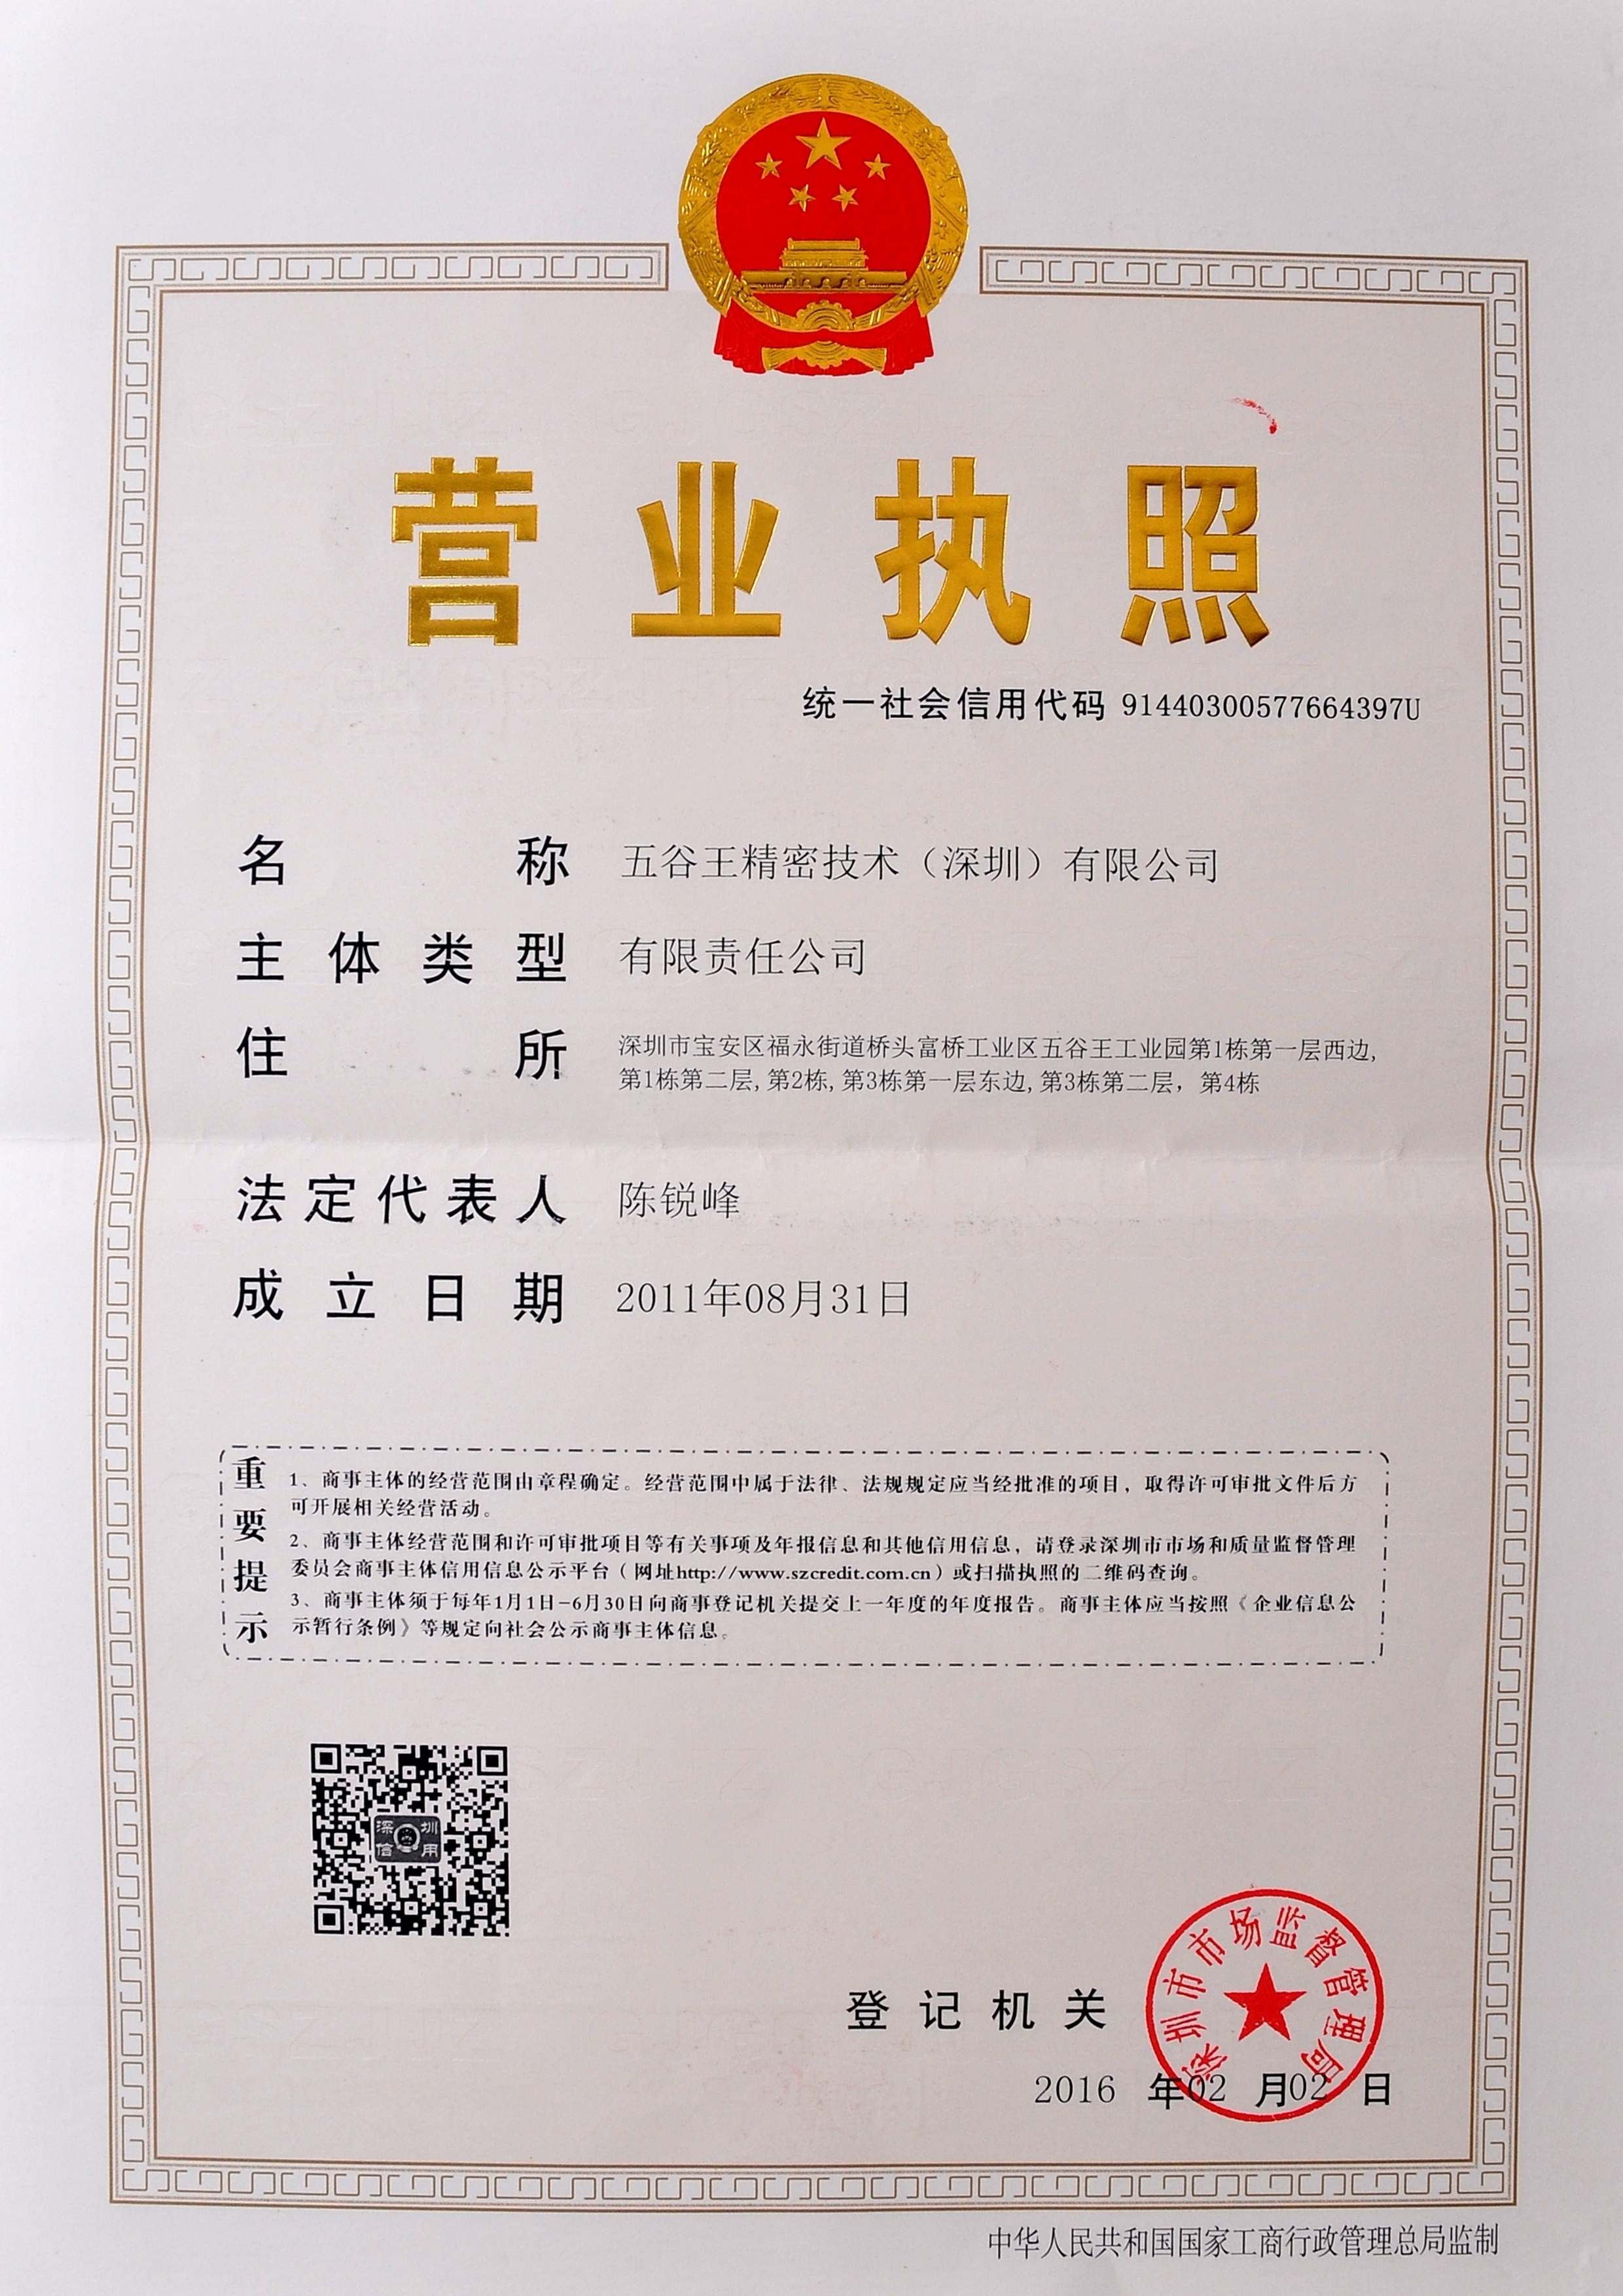 营业执照
统一社会信用代码 91440300577664397U
名称 五谷王精密技术（深圳）有限公司
主体类型 有限责任公司
住所 深圳市宝安区福永街道桥头富桥工业区五谷王工业园第1栋第一层西边,
第1栋第二层,第2栋,第3栋第一层东边,第3栋第二层，第4栋
法定代表人 陈锐峰
成立日期 2011年08月31日
重要提示
1、商事主体的经营范围由章程确定。经营范围中属于法律、法规规定应当经批准的项目，取得许可审批文件后方
可开展相关经营活动。
2、商事主体经营范围和许可审批项目等有关事项及年报信息和其他信用信息，请登录深圳市市场和质量监督管理
委员会商事主体信用信息公示平台（网址http://www.szcredit.com.cn）或扫描执照的二维码查询。
3、商事主体须于每年1月1日-6月30日向商事登记机关提交上一年度的年度报告。商事主体应当按照《企业信息公
示暂行条例》等规定向社会公示商事主体信息。
深圳
信用
登记机关
深圳市市场监督管理局
2016 年02 月02 日
中华人民共和国国家工商行政管理总局监制